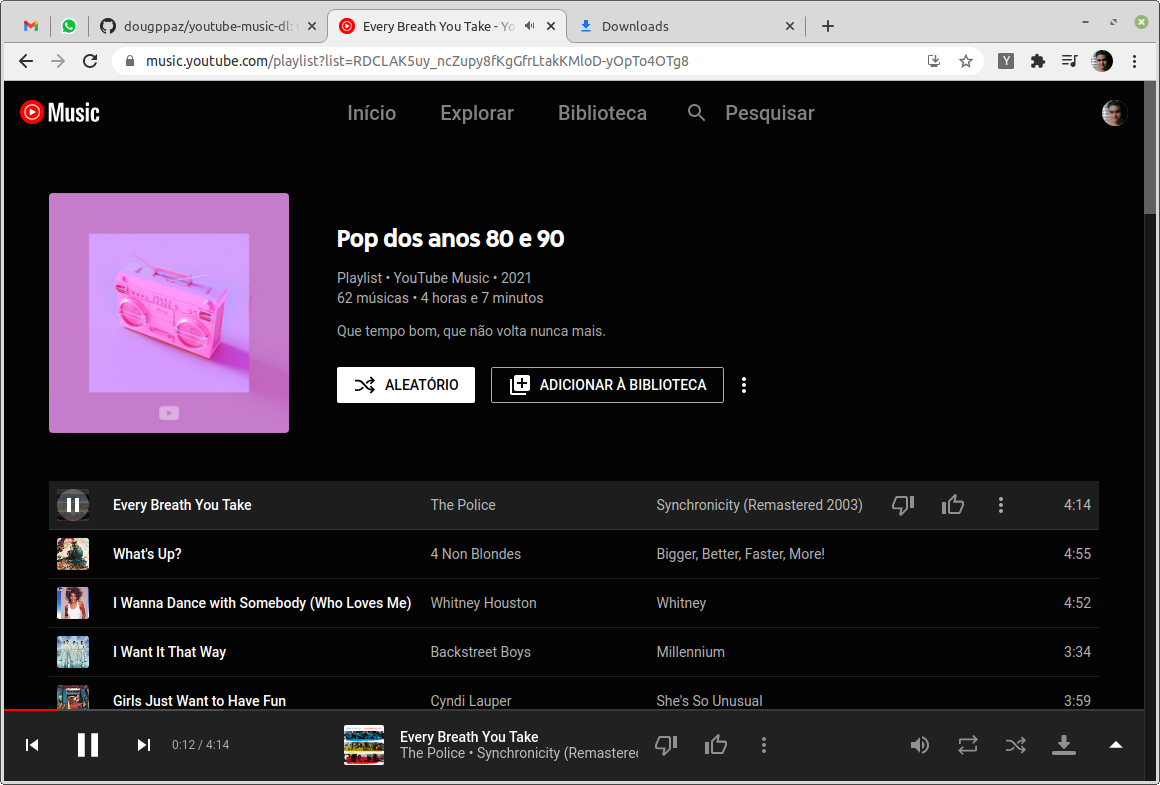 dougppaz/youtube-music-dl:
Every Breath You Take - Yo
Downloads
music.youtube.com/playlist?list=RDCLAK5uy_ncZupy8fKgGfrLtakKMloD-yOpTo4OTg8
Y
Music
Início
Explorar
Biblioteca
Pesquisar
Pop dos anos 80 e 90
Playlist • YouTube Music • 2021
62 músicas • 4 horas e 7 minutos
Que tempo bom, que não volta nunca mais.
ALEATÓRIO
ADICIONAR À BIBLIOTECA
Every Breath You Take The Police Synchronicity (Remastered 2003) 4:14
What's Up? 4 Non Blondes Bigger, Better, Faster, More! 4:55
I Wanna Dance with Somebody (Who Loves Me) Whitney Houston Whitney 4:52
I Want It That Way Backstreet Boys Millennium 3:34
Girls Just Want to Have Fun Cyndi Lauper She's So Unusual 3:59
0:12 / 4:14
Every Breath You Take
The Police • Synchronicity (Remastered